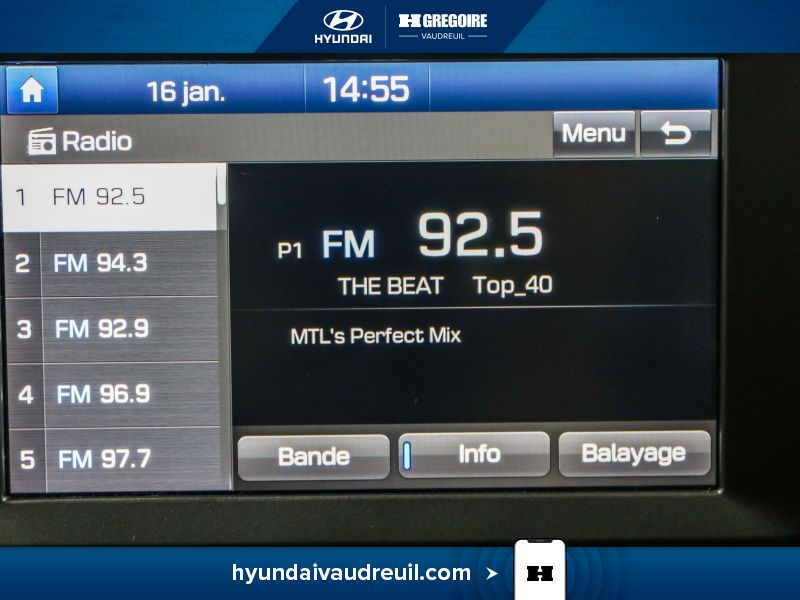 HYUNDAI
H GREGOIRE
VAUDREUIL
16 jan.
14:55
Radio
Menu
1 FM 92.5
2 FM 94.3
3 FM 92.9
4 FM 96.9
5 FM 97.7
P1 FM 92.5
THE BEAT Top_40
MTL's Perfect Mix
Bande
Info
Balayage
hyundaivaudreuil.com
H